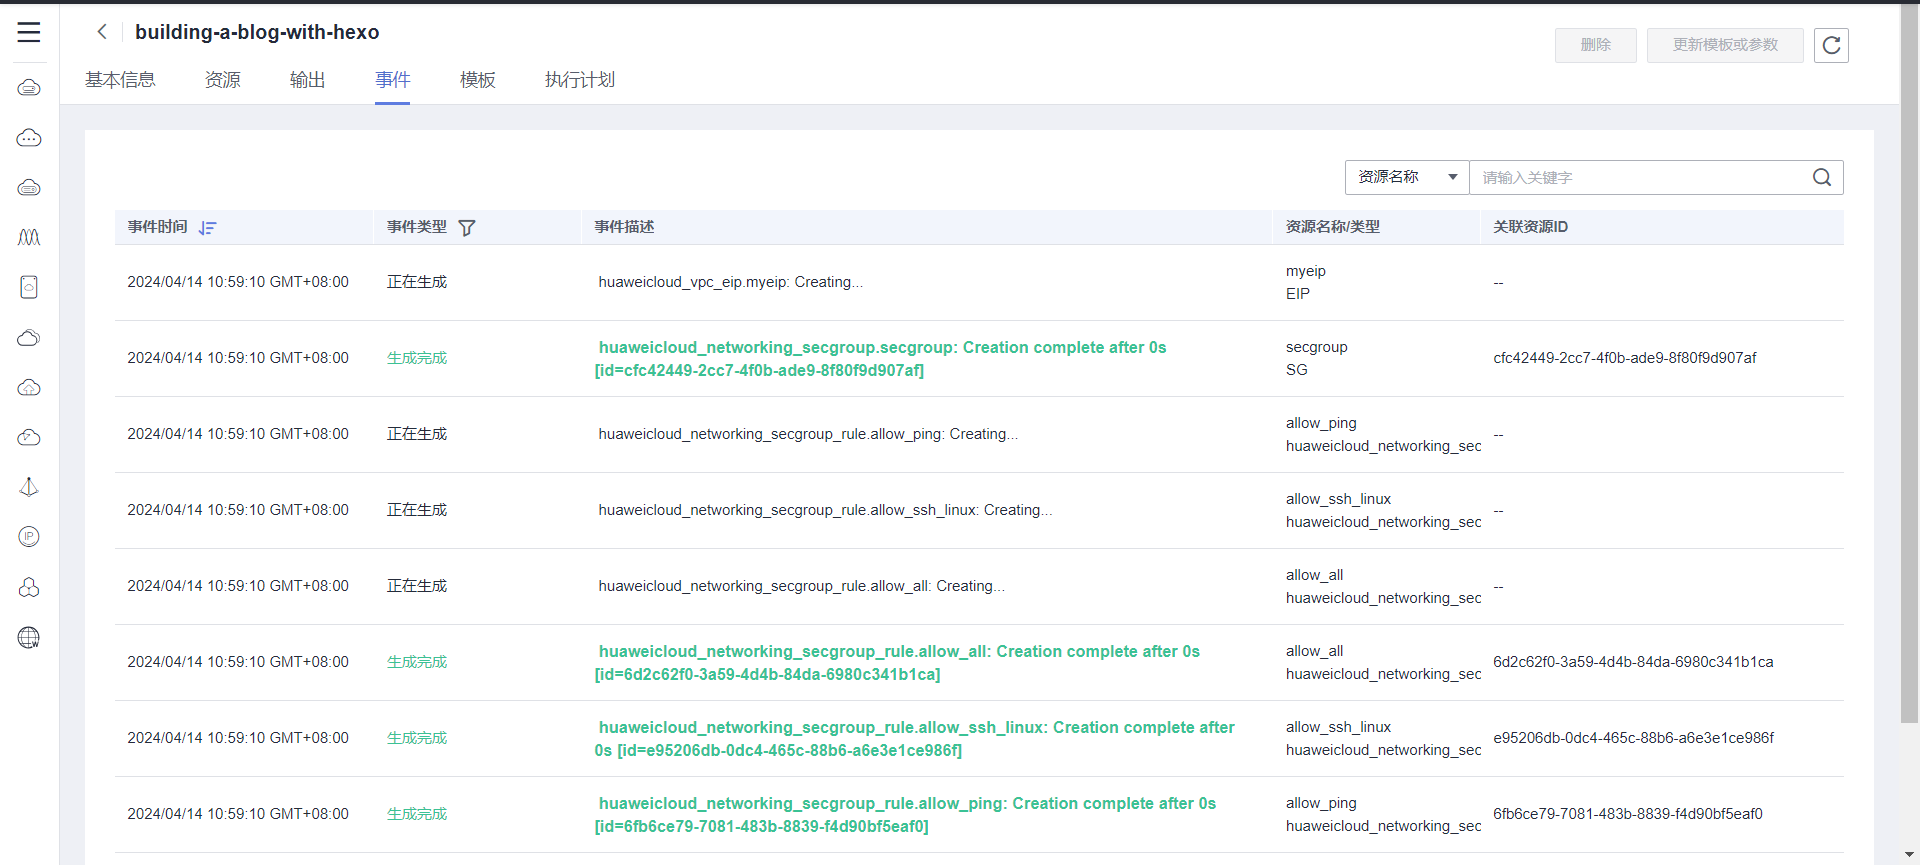 building-a-blog-with-hexo
删除
更新模板或参数
基本信息
资源
输出
事件
模板
执行计划
资源名称
请输入关键字
事件时间
事件类型
事件描述
资源名称/类型
关联资源ID
2024/04/14 10:59:10 GMT+08:00
正在生成
huaweicloud_vpc_eip.myeip: Creating...
myeip
EIP
--
2024/04/14 10:59:10 GMT+08:00
生成完成
huaweicloud_networking_secgroup.secgroup: Creation complete after 0s
[id=cfc42449-2cc7-4f0b-ade9-8f80f9d907af]
secgroup
SG
cfc42449-2cc7-4f0b-ade9-8f80f9d907af
2024/04/14 10:59:10 GMT+08:00
正在生成
huaweicloud_networking_secgroup_rule.allow_ping: Creating...
allow_ping
huaweicloud_networking_sec
--
2024/04/14 10:59:10 GMT+08:00
正在生成
huaweicloud_networking_secgroup_rule.allow_ssh_linux: Creating...
allow_ssh_linux
huaweicloud_networking_sec
--
2024/04/14 10:59:10 GMT+08:00
正在生成
huaweicloud_networking_secgroup_rule.allow_all: Creating...
allow_all
huaweicloud_networking_sec
--
2024/04/14 10:59:10 GMT+08:00
生成完成
huaweicloud_networking_secgroup_rule.allow_all: Creation complete after 0s
[id=6d2c62f0-3a59-4d4b-84da-6980c341b1ca]
allow_all
huaweicloud_networking_sec
6d2c62f0-3a59-4d4b-84da-6980c341b1ca
2024/04/14 10:59:10 GMT+08:00
生成完成
huaweicloud_networking_secgroup_rule.allow_ssh_linux: Creation complete after
0s [id=e95206db-0dc4-465c-88b6-a6e3e1ce986f]
allow_ssh_linux
huaweicloud_networking_sec
e95206db-0dc4-465c-88b6-a6e3e1ce986f
2024/04/14 10:59:10 GMT+08:00
生成完成
huaweicloud_networking_secgroup_rule.allow_ping: Creation complete after 0s
[id=6fb6ce79-7081-483b-8839-f4d90bf5eaf0]
allow_ping
huaweicloud_networking_sec
6fb6ce79-7081-483b-8839-f4d90bf5eaf0
IP
W